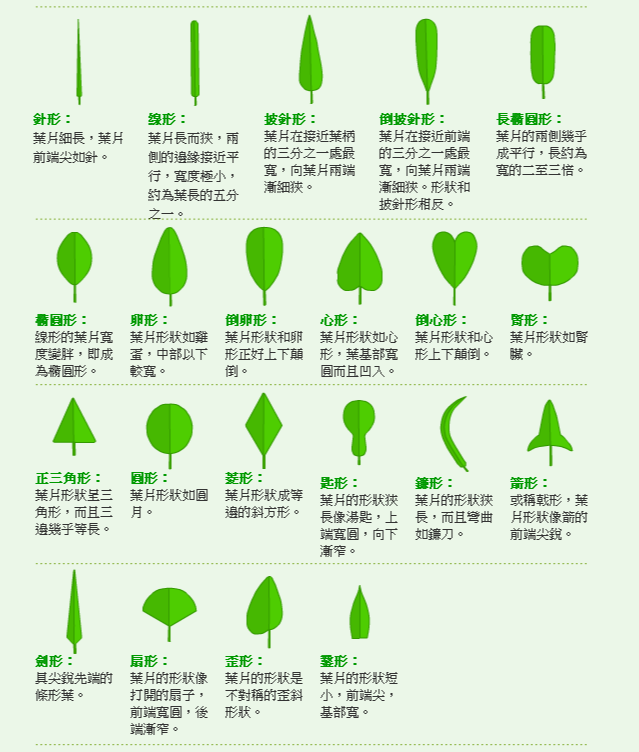 針形：
葉片細長，葉片
前端尖如針。
線形：
葉片長而狹，兩
側的邊緣接近平
行，寬度極小，
約為葉長的五分
之一。
披針形：
葉片在接近葉柄
的三分之一處最
寬，向葉片兩端
漸細狹。
倒披針形：
葉片在接近前端
的三分之一處最
寬，向葉片兩端
漸細狹。形狀和
披針形相反。
長橢圓形：
葉片的兩側幾乎
成平行，長約為
寬的二至三倍。
橢圓形：
線形的葉片寬
度變胖，即成
為橢圓形。
卵形：
葉片形狀如雞
蛋，中部以下
較寬。
倒卵形：
葉片形狀和卵
形正好上下顛
倒。
心形：
葉片形狀如心
形，葉基部寬
圓而且凹入。
倒心形：
葉片形狀和心
形上下顛倒。
腎形：
葉片形狀如腎
臟。
正三角形：
葉片形狀呈三
角形，而且三
邊幾乎等長。
圓形：
葉片形狀如圓
月。
菱形：
葉片形狀成等
邊的斜方形。
匙形：
葉片的形狀狹
長像湯匙，上
端寬圓，向下
漸窄。
鐮形：
葉片的形狀狹
長，而且彎曲
如鐮刀。
箭形：
或稱戟形，葉
片形狀像箭的
前端尖銳。
劍形：
具尖銳先端的
條形葉。
扇形：
葉片的形狀像
打開的扇子，
前端寬圓，後
端漸窄。
歪形：
葉片的形狀是
不對稱的歪斜
形狀。
鑿形：
葉片的形狀短
小，前端尖，
基部寬。